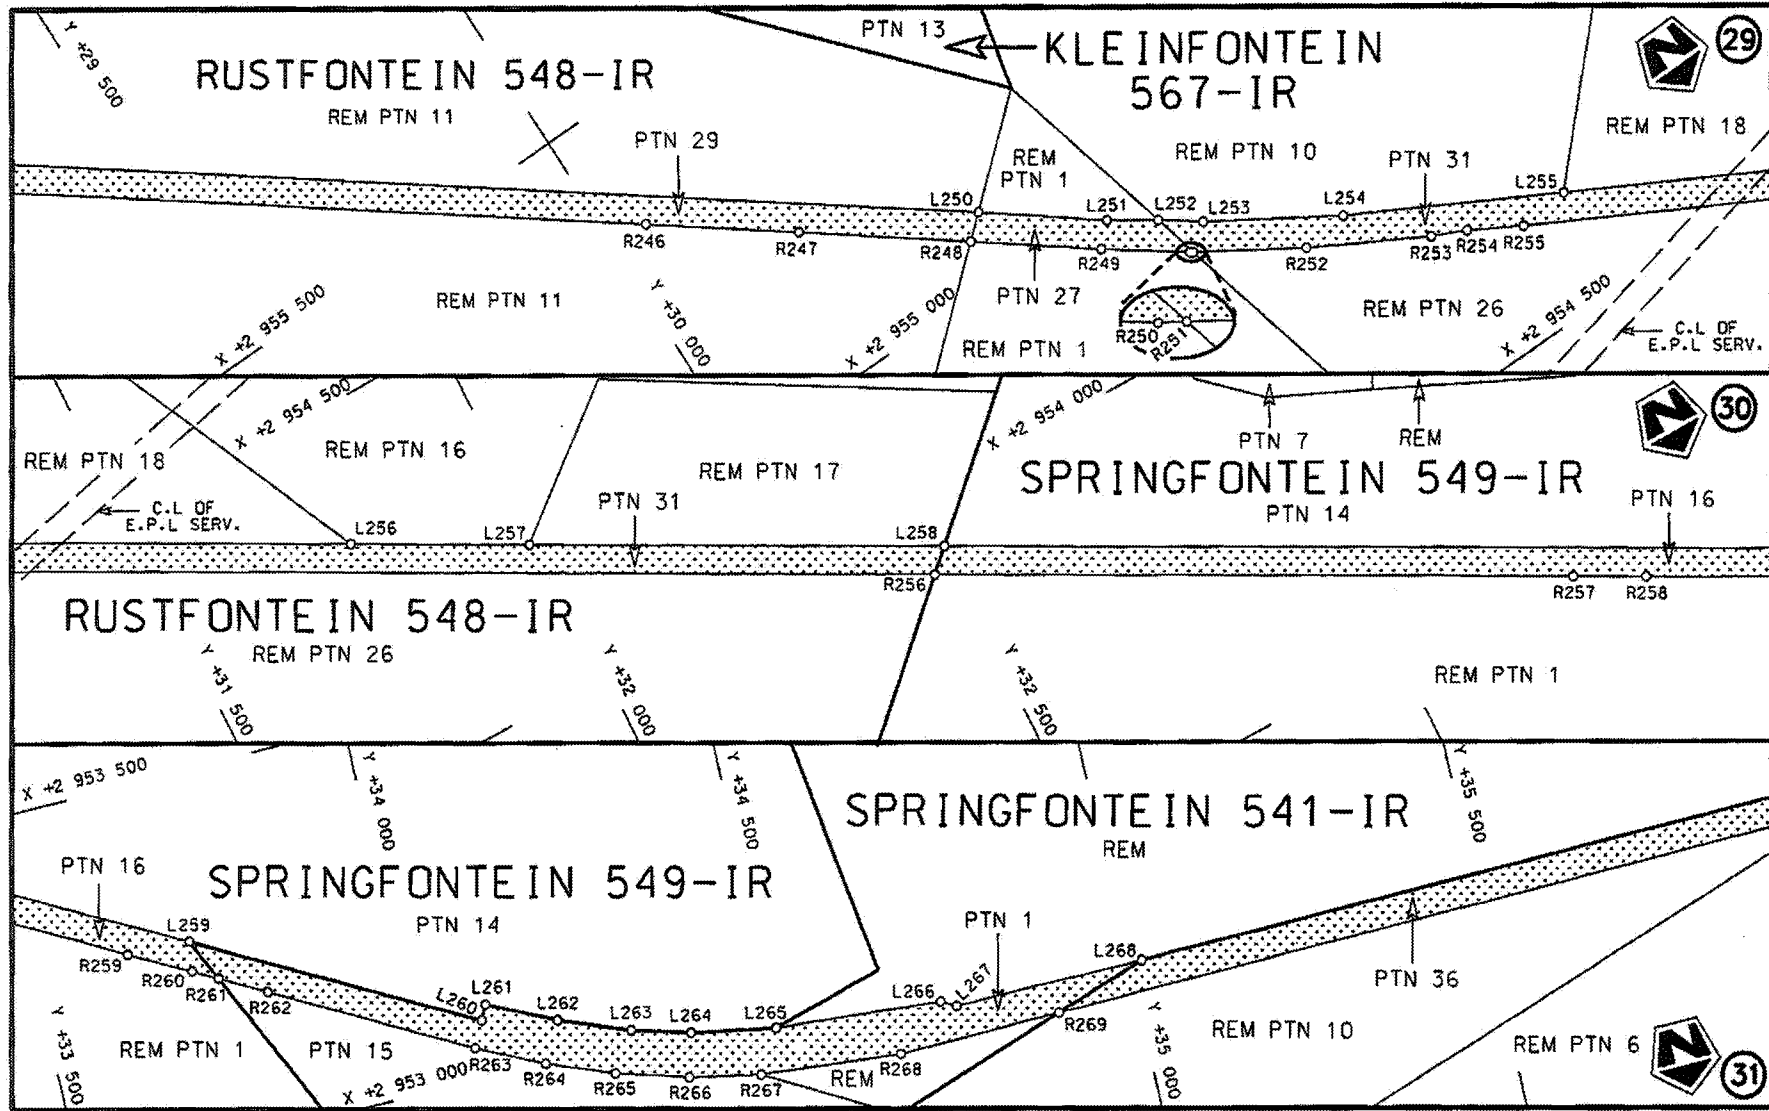 Y +29 500
RUSTFONTEIN 548-IR
REM PTN 11
PTN 29
PTN 13
KLEINFONTEIN
567-IR
N
29
REM PTN 18
REM
PTN 1
REM PTN 10
PTN 31
L250
L251
L252
L253
L254
L255
R246
R247
R248
R249
R252
R253
R254
R255
REM PTN 11
Y +30 000
X +2 955 500
X +2 955 000
PTN 27
REM PTN 1
R250
R251
REM PTN 26
X +2 954 500
C.L OF
E.P.L SERV.
X +2 954 500
REM PTN 18
REM PTN 16
REM PTN 17
C.L OF
E.P.L SERV.
PTN 31
X +2 954 000
PTN 7
REM
N
30
SPRINGFONTEIN 549-IR
PTN 14
PTN 16
L256
L257
L258
R256
R257
R258
RUSTFONTEIN 548-IR
REM PTN 26
Y +31 500
Y +32 000
Y +32 500
REM PTN 1
X +2 953 500
Y +34 000
Y +34 500
Y +35 500
SPRINGFONTEIN 541-IR
REM
PTN 16
SPRINGFONTEIN 549-IR
PTN 14
PTN 1
PTN 36
L259
L260
L261
L262
L263
L264
L265
L266
L267
L268
R259
R260
R261
R262
R263
R264
R265
R266
R267
R268
R269
Y +33 500
REM PTN 1
PTN 15
X +2 953 000
REM
Y +35 000
REM PTN 10
REM PTN 6
N
31